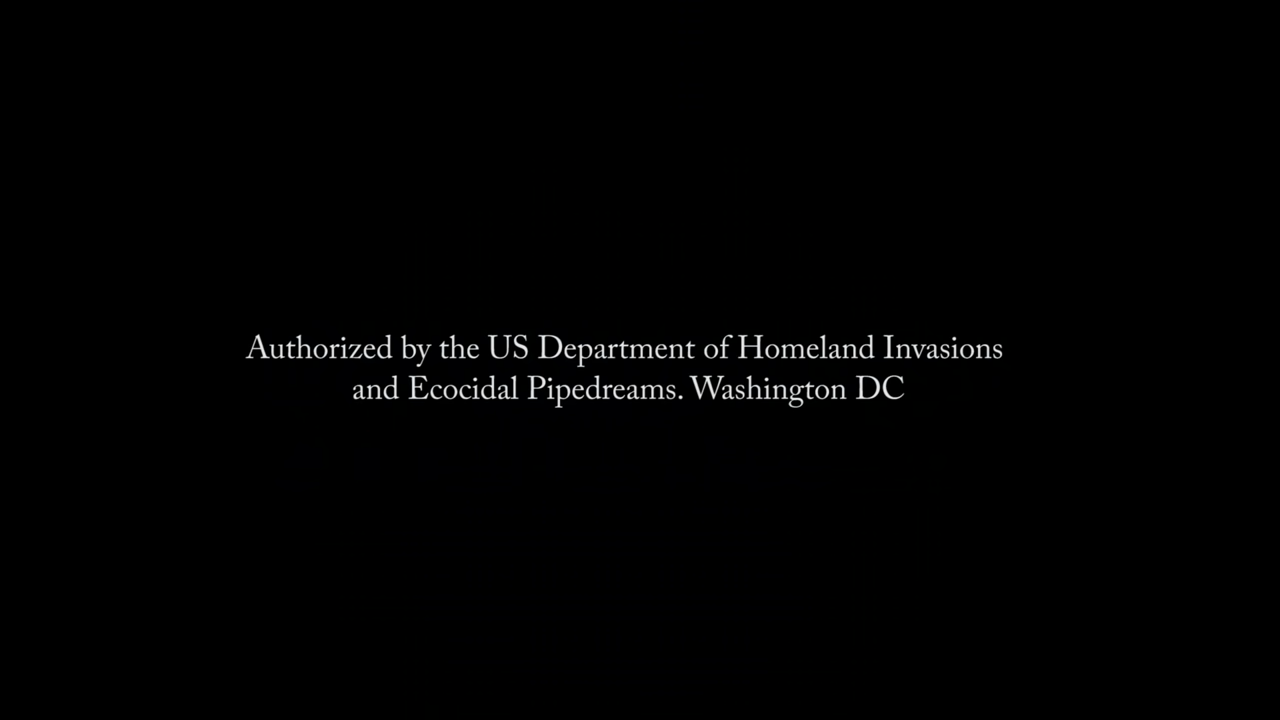 Authorized by the US Department of Homeland Invasions
and Ecocidal Pipedreams. Washington DC